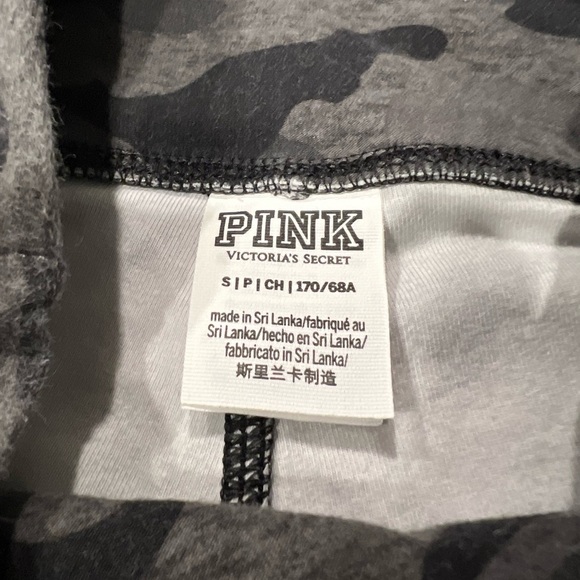 PINK
VICTORIA'S SECRET
S | P | CH | 170/68A
made in Sri Lanka/fabriqué au
Sri Lanka/hecho en Sri Lanka/
fabbricato in Sri Lanka/
斯里兰卡制造